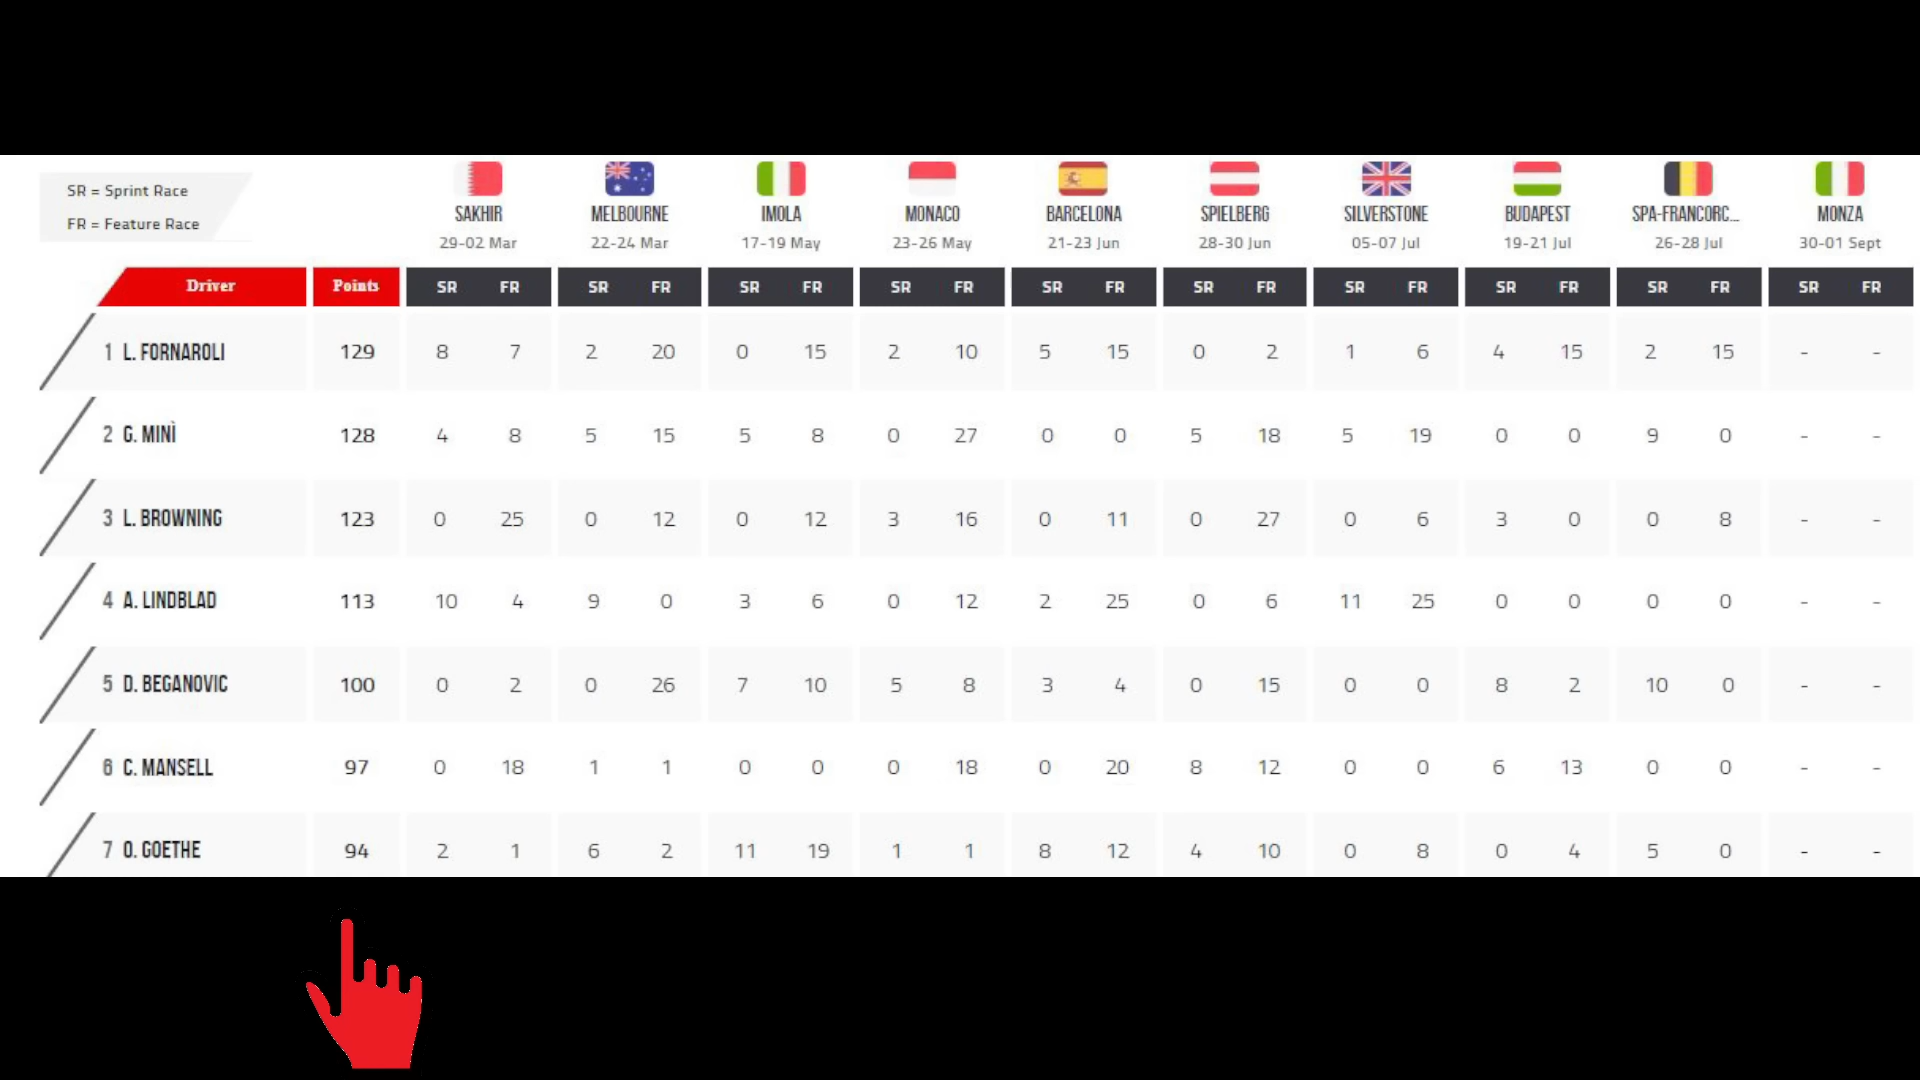 SR = Sprint Race
FR = Feature Race
SAKHIR MELBOURNE IMOLA MONACO BARCELONA SPIELBERG SILVERSTONE BUDAPEST SPA-FRANCORC... MONZA
29-02 Mar 22-24 Mar 17-19 May 23-26 May 21-23 Jun 28-30 Jun 05-07 Jul 19-21 Jul 26-28 Jul 30-01 Sept
Driver Points SR FR SR FR SR FR SR FR SR FR SR FR SR FR SR FR SR FR SR FR
1 L. FORNAROLI 129 8 7 2 20 0 15 2 10 5 15 0 2 1 6 4 15 2 15 - -
2 G. MINÌ 128 4 8 5 15 5 8 0 27 0 0 5 18 5 19 0 0 9 0 - -
3 L. BROWNING 123 0 25 0 12 0 12 3 16 0 11 0 27 0 6 3 0 0 8 - -
4 A. LINDBLAD 113 10 4 9 0 3 6 0 12 2 25 0 6 11 25 0 0 0 0 - -
5 D. BEGANOVIC 100 0 2 0 26 7 10 5 8 3 4 0 15 0 0 8 2 10 0 - -
6 C. MANSELL 97 0 18 1 1 0 0 0 18 0 20 8 12 0 0 6 13 0 0 - -
7 O. GOETHE 94 2 1 6 2 11 19 1 1 8 12 4 10 0 8 0 4 5 0 - -